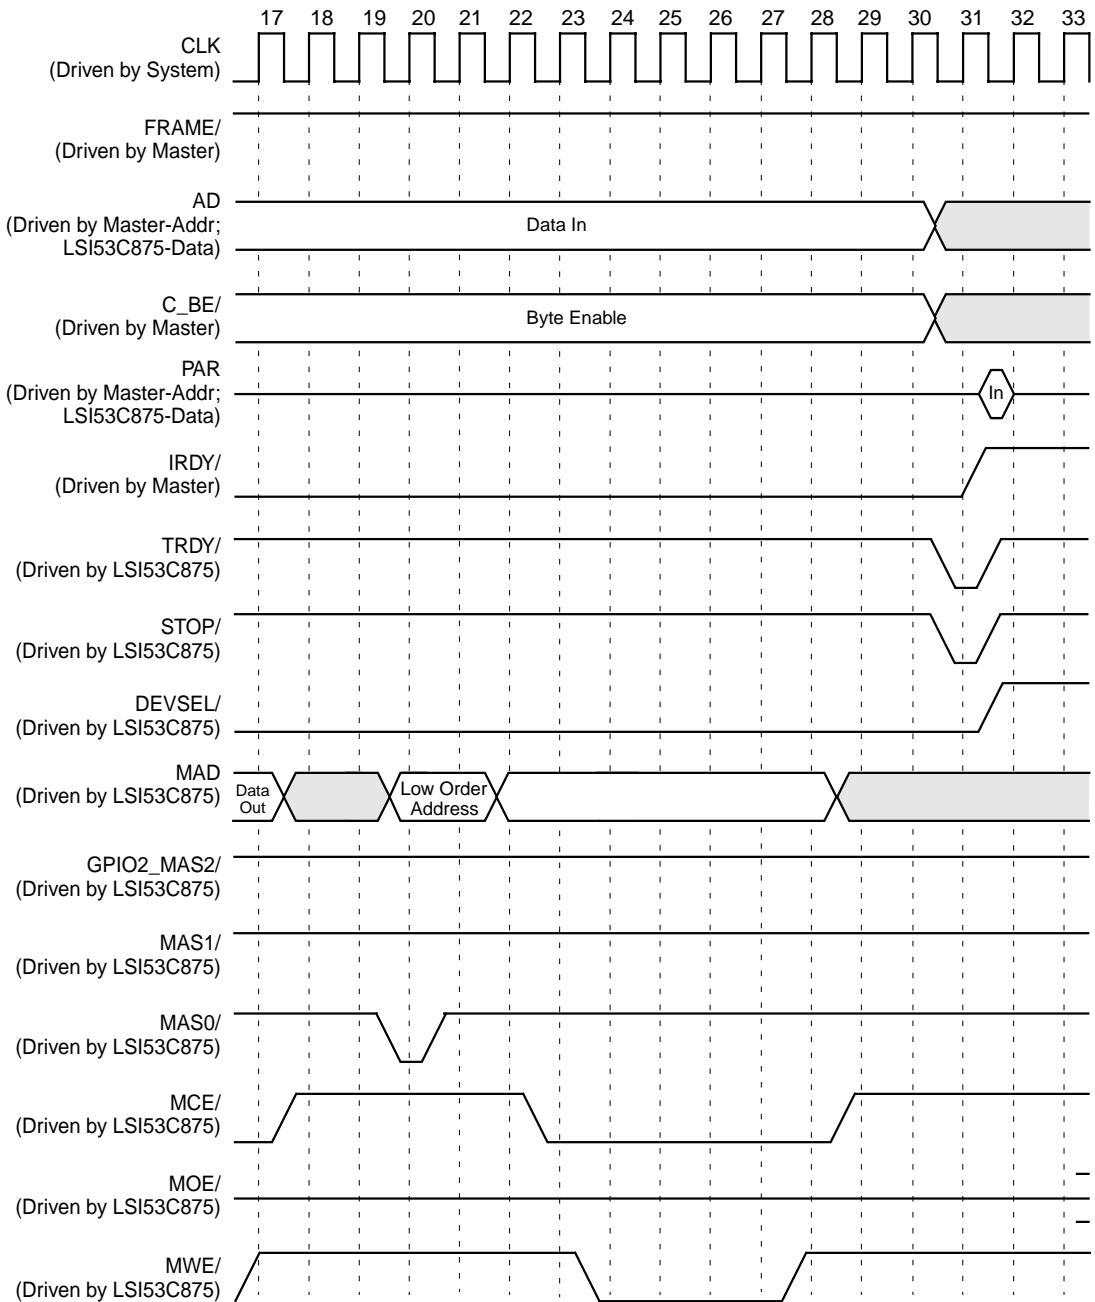 17 18 19 20 21 22 23 24 25 26 27 28 29 30 31 32 33
CLK
(Driven by System)
FRAME/
(Driven by Master)
AD
(Driven by Master-Addr;
LSI53C875-Data)
Data In
C_BE/
(Driven by Master)
Byte Enable
PAR
(Driven by Master-Addr;
LSI53C875-Data)
In
IRDY/
(Driven by Master)
TRDY/
(Driven by LSI53C875)
STOP/
(Driven by LSI53C875)
DEVSEL/
(Driven by LSI53C875)
MAD
(Driven by LSI53C875)
Data
Out
Low Order
Address
GPIO2_MAS2/
(Driven by LSI53C875)
MAS1/
(Driven by LSI53C875)
MAS0/
(Driven by LSI53C875)
MCE/
(Driven by LSI53C875)
MOE/
(Driven by LSI53C875)
MWE/
(Driven by LSI53C875)